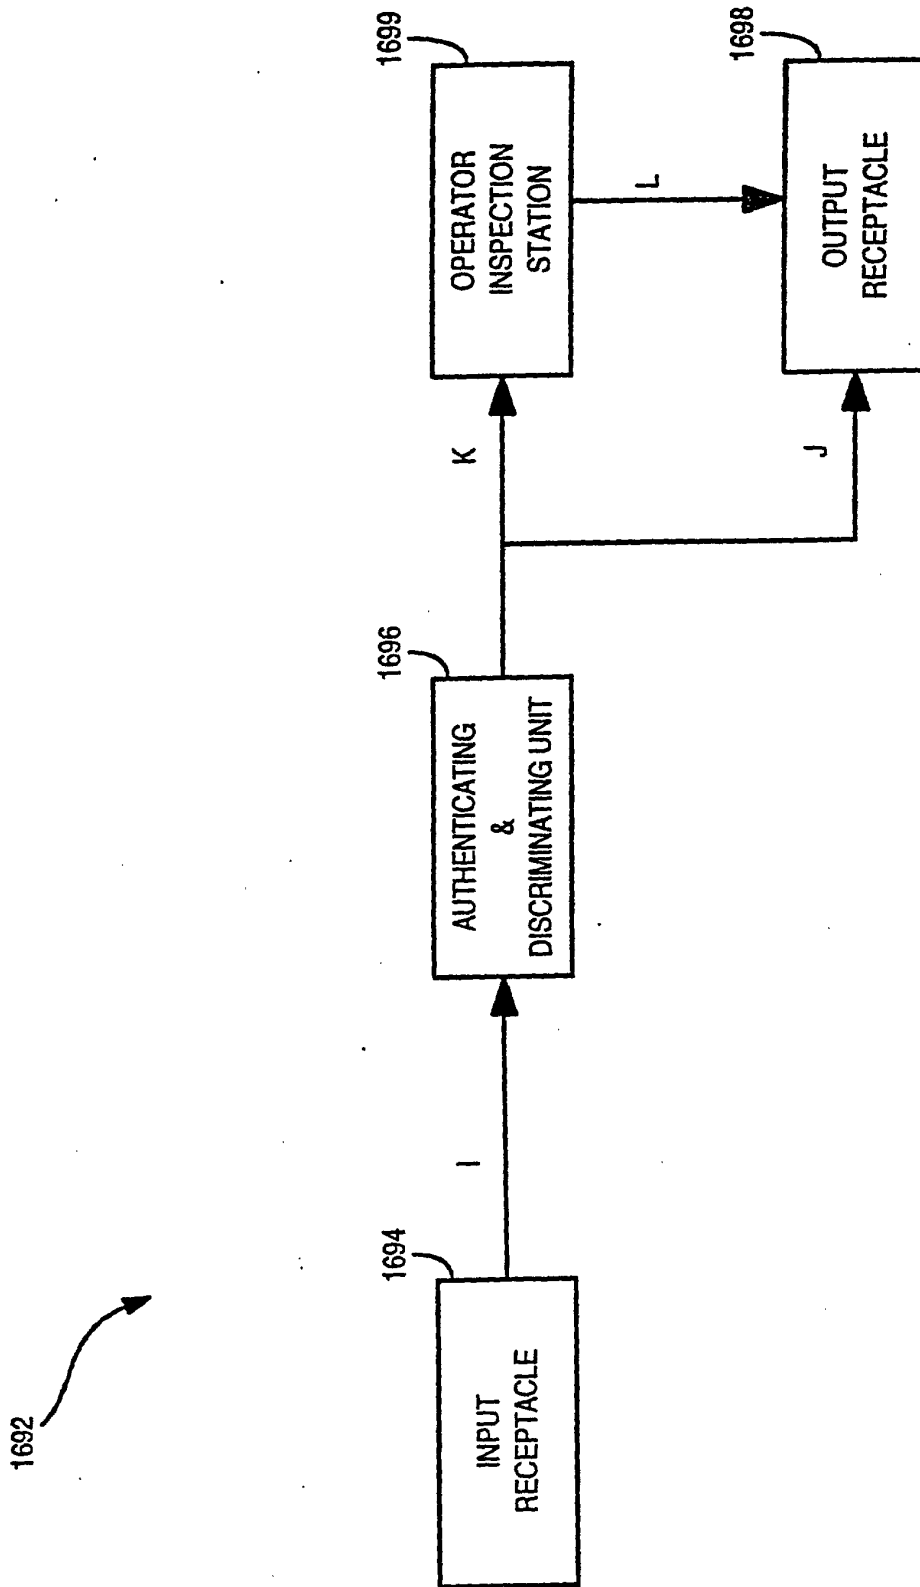 1692
1694
INPUT
RECEPTACLE
I
1696
AUTHENTICATING
&
DISCRIMINATING UNIT
K
J
1699
OPERATOR
INSPECTION
STATION
L
1698
OUTPUT
RECEPTACLE